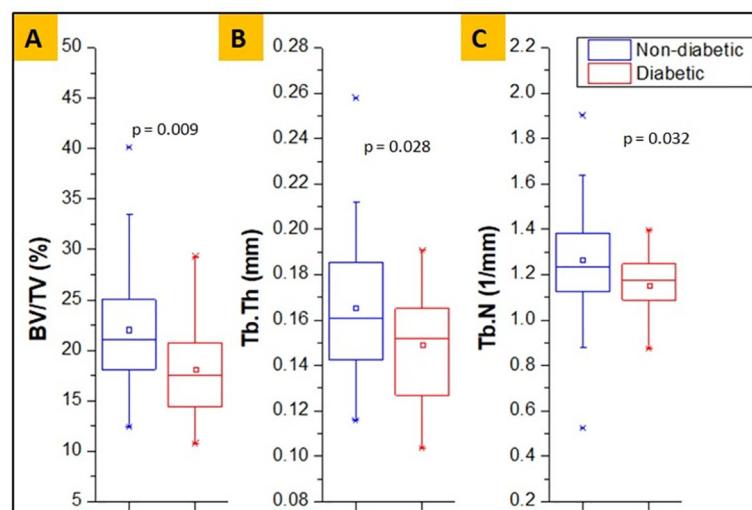 A
B
C
Non-diabetic
Diabetic
BV/TV (%)
50
45
40
35
30
25
20
15
10
5
p = 0.009
Tb.Th (mm)
0.28
0.26
0.24
0.22
0.20
0.18
0.16
0.14
0.12
0.10
0.08
p = 0.028
Tb.N (1/mm)
2.2
2.0
1.8
1.6
1.4
1.2
1.0
0.8
0.6
0.4
0.2
p = 0.032